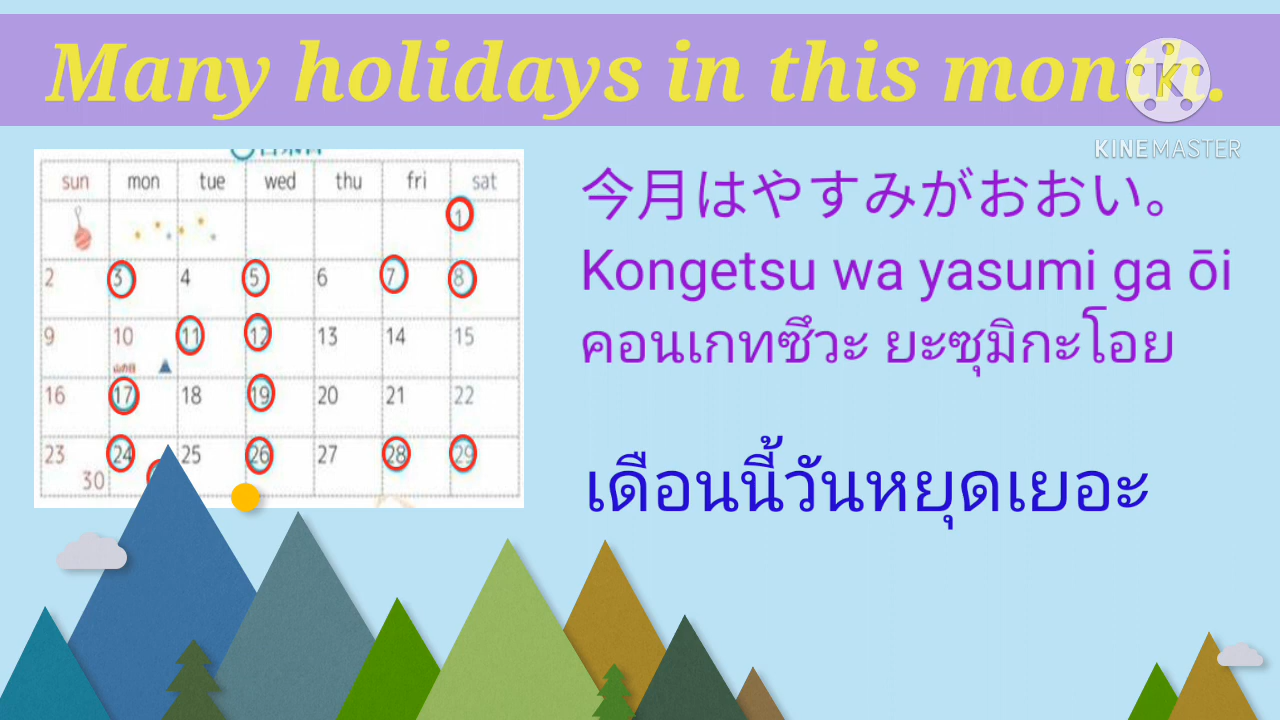 Many holidays in this month.
KINEMASTER
今月はやすみがおおい。
Kongetsu wa yasumi ga ōi
คอนเกทซึวะ ยะซุมิกะโอย
เดือนนี้วันหยุดเยอะ
sun mon tue wed thu fri sat
1
2 3 4 5 6 7 8
9 10 11 12 13 14 15
山の日
16 17 18 19 20 21 22
23 24 25 26 27 28 29
30